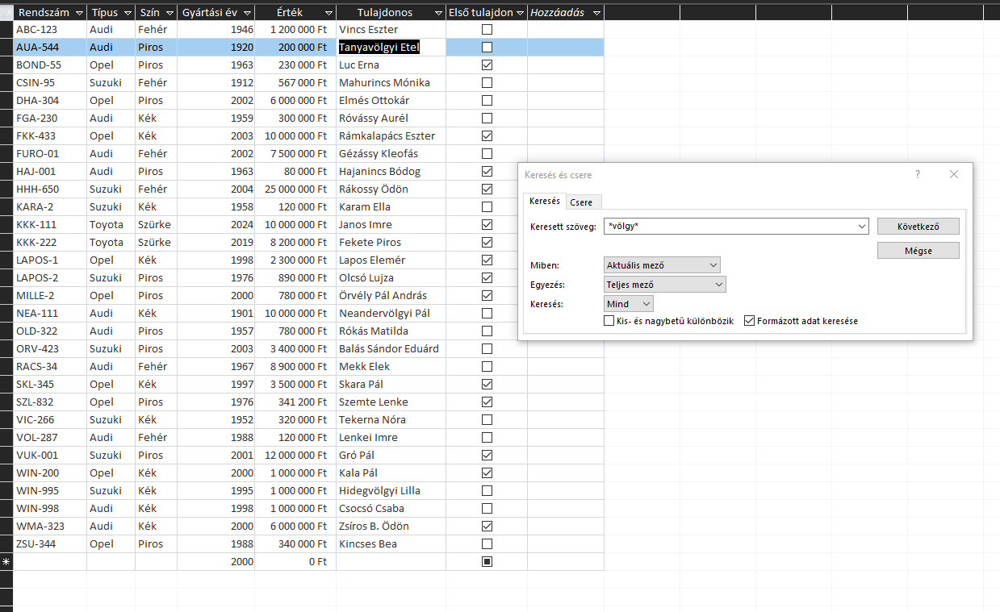 Rendszám Típus Szín Gyártási év Érték Tulajdonos Első tulajdon Hozzáadás
ABC-123 Audi Fehér 1946 1 200 000 Ft Vincs Eszter
AUA-544 Audi Piros 1920 200 000 Ft Tanyavölgyi Etel
BOND-55 Opel Piros 1963 230 000 Ft Luc Erna
CSIN-95 Suzuki Fehér 1912 567 000 Ft Mahurincs Mónika
DHA-304 Opel Piros 2002 6 000 000 Ft Elmés Ottokár
FGA-230 Audi Kék 1959 300 000 Ft Róvássy Aurél
FKK-433 Opel Kék 2003 10 000 000 Ft Rámkalapács Eszter
FURO-01 Audi Fehér 2002 7 500 000 Ft Gézássy Kleofás
HAJ-001 Audi Piros 1963 80 000 Ft Hajanincs Bódog
HHH-650 Suzuki Fehér 2004 25 000 000 Ft Rákossy Ödön
KARA-2 Suzuki Kék 1958 120 000 Ft Karam Ella
KKK-111 Toyota Szürke 2024 10 000 000 Ft Janos Imre
KKK-222 Toyota Szürke 2019 8 200 000 Ft Fekete Piros
LAPOS-1 Opel Kék 1998 2 300 000 Ft Lapos Elemér
LAPOS-2 Suzuki Piros 1976 890 000 Ft Olcsó Lujza
MILLE-2 Opel Piros 2000 780 000 Ft Örvély Pál András
NEA-111 Audi Kék 1901 10 000 000 Ft Neandervölgyi Pál
OLD-322 Audi Piros 1957 780 000 Ft Rókás Matilda
ORV-423 Suzuki Piros 2003 3 400 000 Ft Balás Sándor Eduárd
RACS-34 Audi Fehér 1967 8 900 000 Ft Mekk Elek
SKL-345 Opel Kék 1997 3 500 000 Ft Skara Pál
SZL-832 Opel Piros 1976 341 200 Ft Szemte Lenke
VIC-266 Suzuki Kék 1952 320 000 Ft Tekerna Nóra
VOL-287 Audi Fehér 1988 120 000 Ft Lenkei Imre
VUK-001 Suzuki Piros 2001 12 000 000 Ft Gró Pál
WIN-200 Opel Kék 2000 1 000 000 Ft Kala Pál
WIN-995 Suzuki Kék 1995 1 000 000 Ft Hidegvölgyi Lilla
WIN-998 Audi Kék 1998 1 000 000 Ft Csocsó Csaba
WMA-323 Audi Kék 2000 6 000 000 Ft Zsíros B. Ödön
ZSU-344 Opel Piros 1988 340 000 Ft Kincses Bea
2000 0 Ft
Keresés és csere ?
Keresés Csere
Keresett szöveg: *völgy* Következő
Mégse
Miben: Aktuális mező
Egyezés: Teljes mező
Keresés: Mind
Kis- és nagybetű különbözik Formázott adat keresése